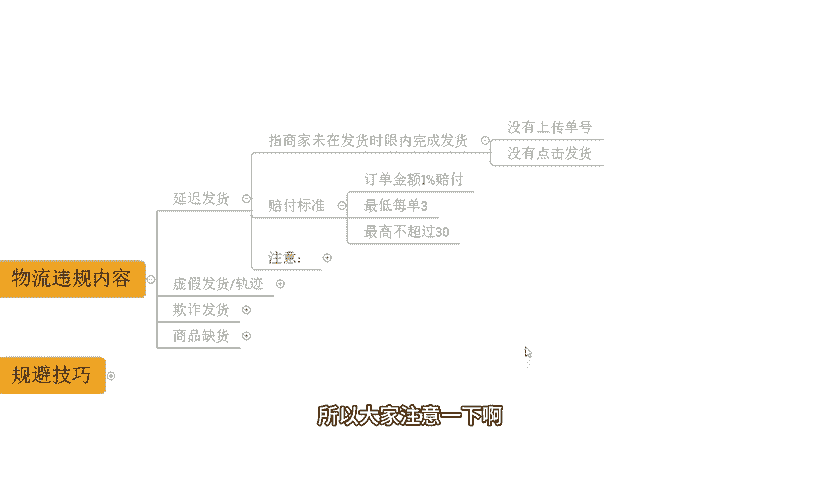 指商家未在发货时限内完成发货
没有上传单号
没有点击发货
延迟发货
赔付标准
订单金额1%赔付
最低每单3
最高不超过30
注意:
物流违规内容
虚假发货/轨迹
欺诈发货
商品缺货
规避技巧
所以大家注意一下啊